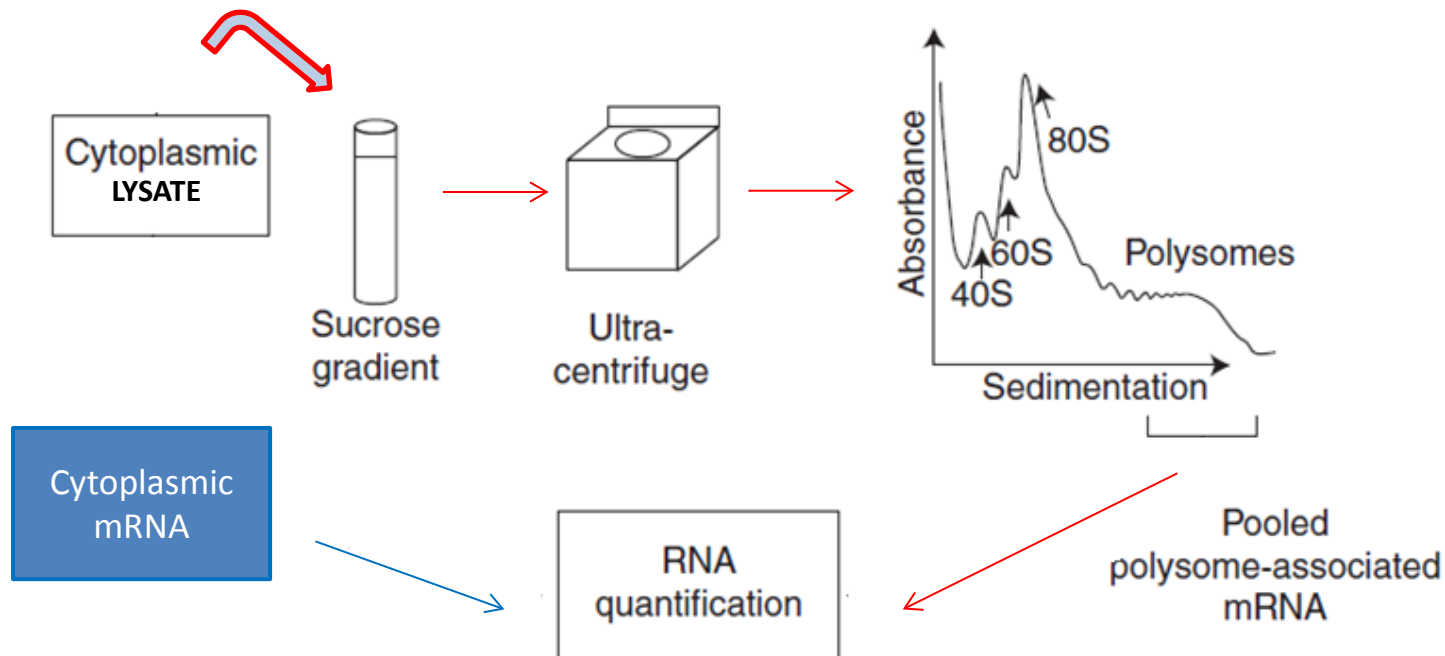 Cytoplasmic
LYSATE
Sucrose
gradient
Ultra-
centrifuge
Absorbance
40S
60S
80S
Polysomes
Sedimentation
Cytoplasmic
mRNA
RNA
quantification
Pooled
polysome-associated
mRNA